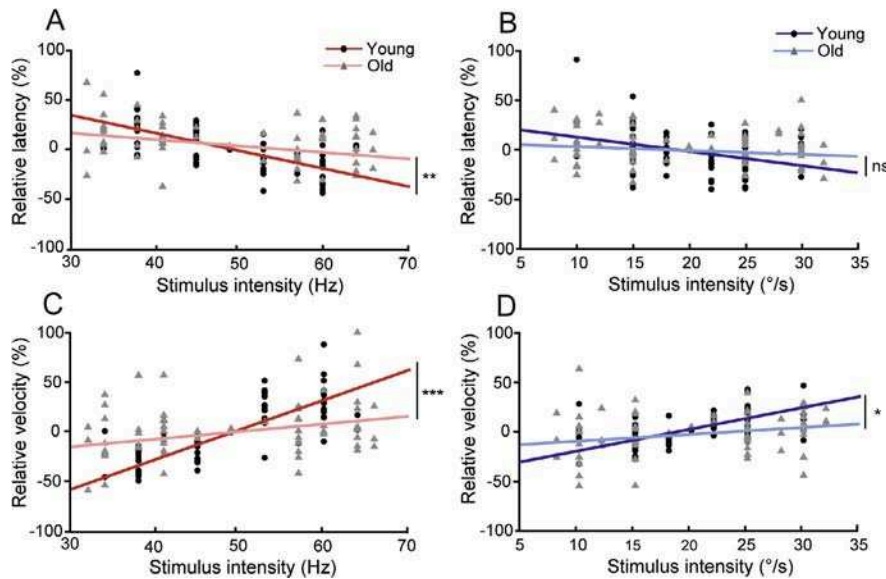 A
B
Young
Old
Young
Old
100
50
0
-50
-100
Relative latency (%)
**
30 40 50 60 70
Stimulus intensity (Hz)
100
50
0
-50
-100
Relative latency (%)
ns
5 10 15 20 25 30 35
Stimulus intensity (°/s)
C
D
100
50
0
-50
-100
Relative velocity (%)
***
30 40 50 60 70
Stimulus intensity (Hz)
100
50
0
-50
-100
Relative velocity (%)
*
5 10 15 20 25 30 35
Stimulus intensity (°/s)